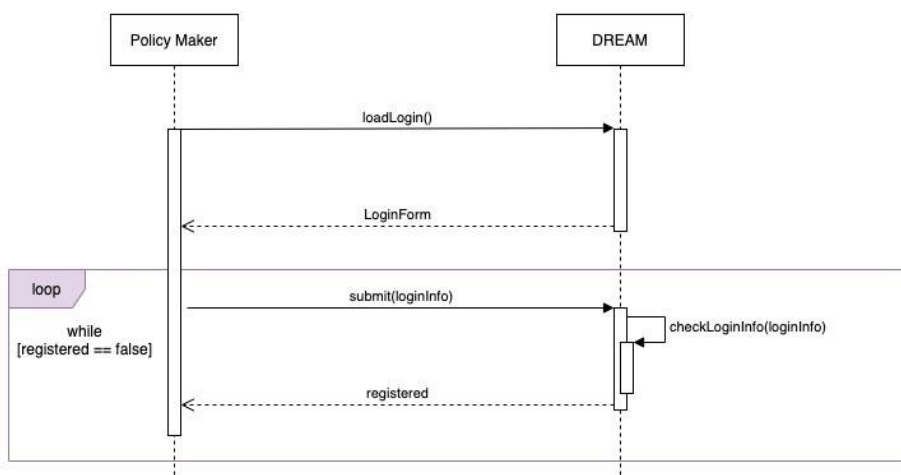 Policy Maker
DREAM
loadLogin()
LoginForm
loop
submit(loginInfo)
while
[registered == false]
checkLoginInfo(loginInfo)
registered